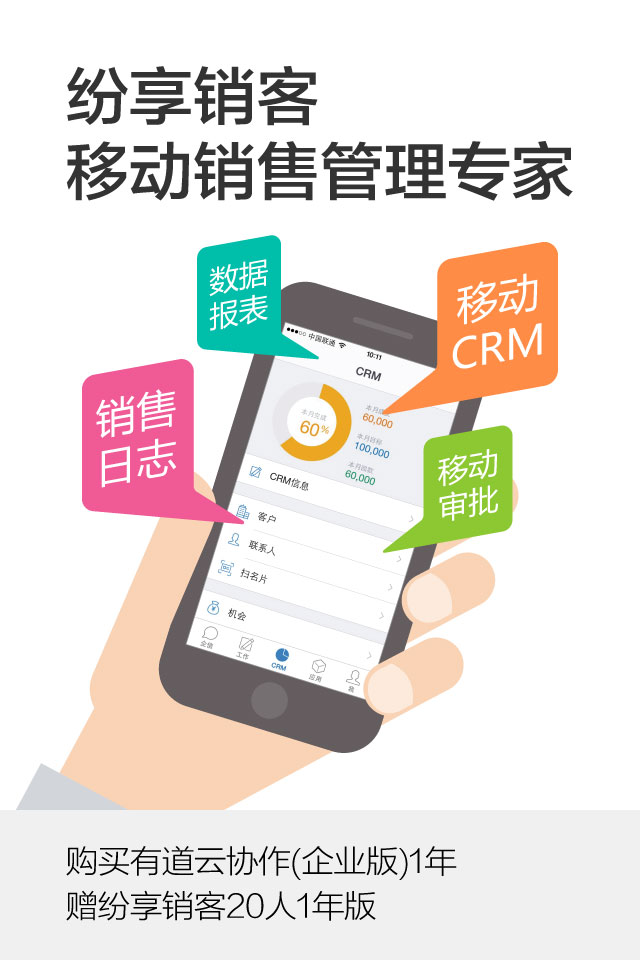 纷享销客
移动销售管理专家
数据
报表
移动
CRM
销售
日志
移动
审批
中国联通
10:11
CRM
本月完成
60%
60,000
本月目标
100,000
本月回款
60,000
CRM信息
客户
联系人
扫名片
机会
企信
工作
CRM
应用
我
购买有道云协作(企业版)1年
赠纷享销客20人1年版